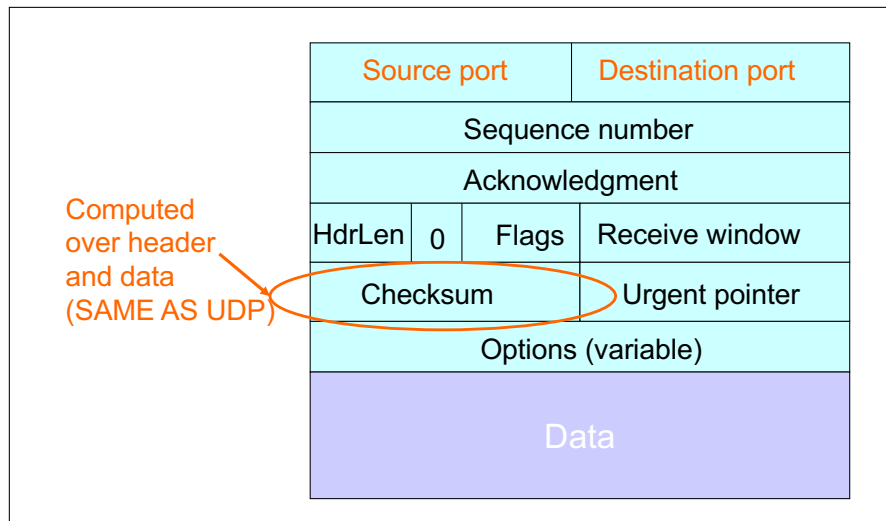 Source port
Destination port
Sequence number
Acknowledgment
Computed
over header
and data
(SAME AS UDP)
HdrLen
0
Flags
Receive window
Checksum
Urgent pointer
Options (variable)
Data